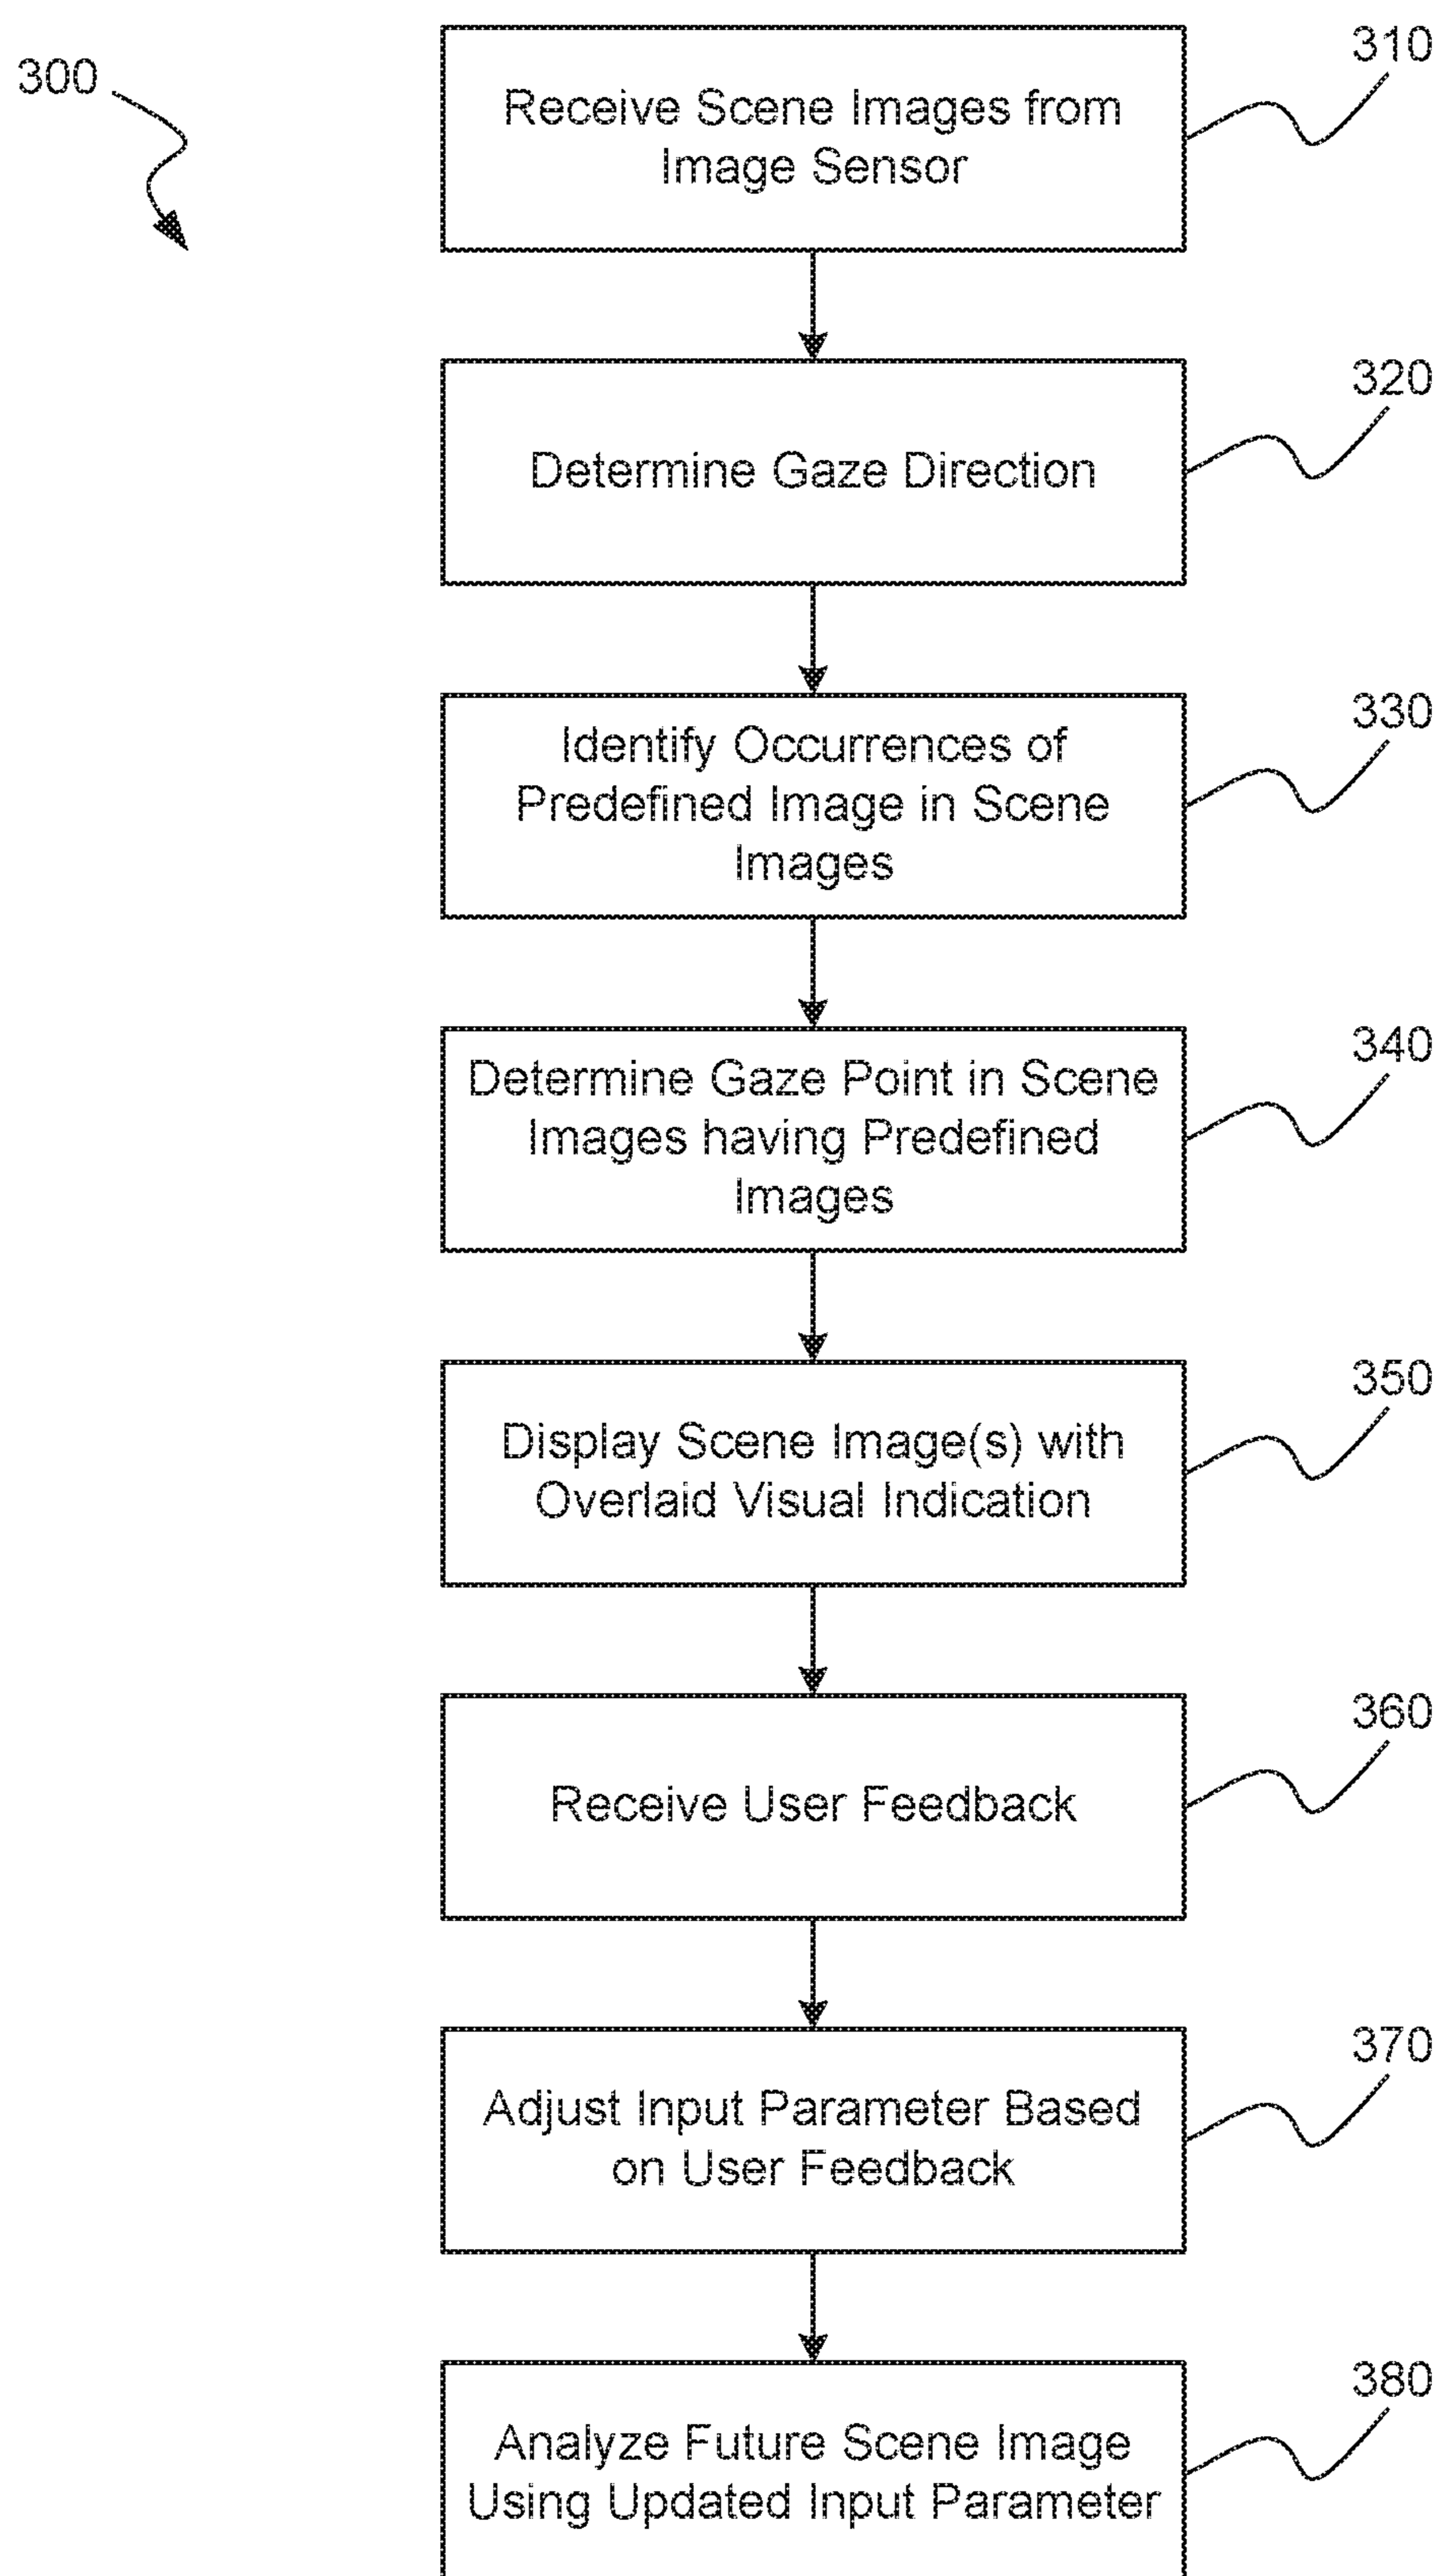 300
310
Receive Scene Images from
Image Sensor
320
Determine Gaze Direction
330
Identify Occurrences of
Predefined Image in Scene
Images
340
Determine Gaze Point in Scene
Images having Predefined
Images
350
Display Scene Image(s) with
Overlaid Visual Indication
360
Receive User Feedback
370
Adjust Input Parameter Based
on User Feedback
380
Analyze Future Scene Image
Using Updated Input Parameter